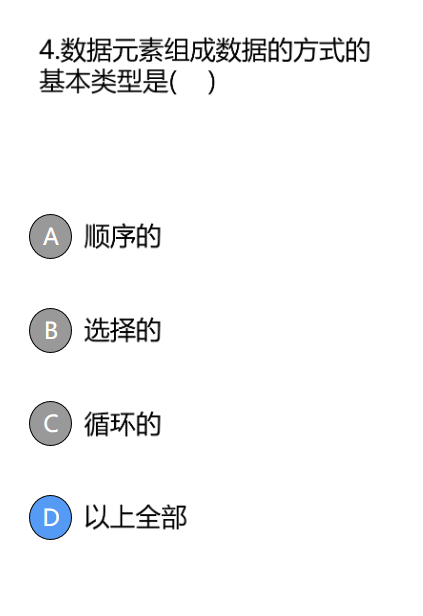 4.数据元素组成数据的方式的
基本类型是(　)
A 顺序的
B 选择的
C 循环的
D 以上全部